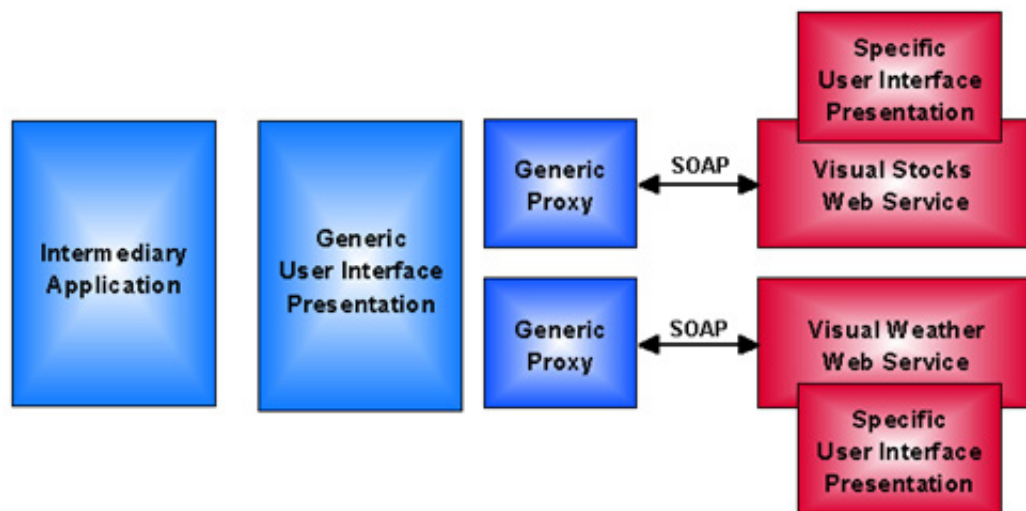 Intermediary
Application
Generic
User Interface
Presentation
Generic
Proxy
SOAP
Specific
User Interface
Presentation
Visual Stocks
Web Service
Generic
Proxy
SOAP
Visual Weather
Web Service
Specific
User Interface
Presentation